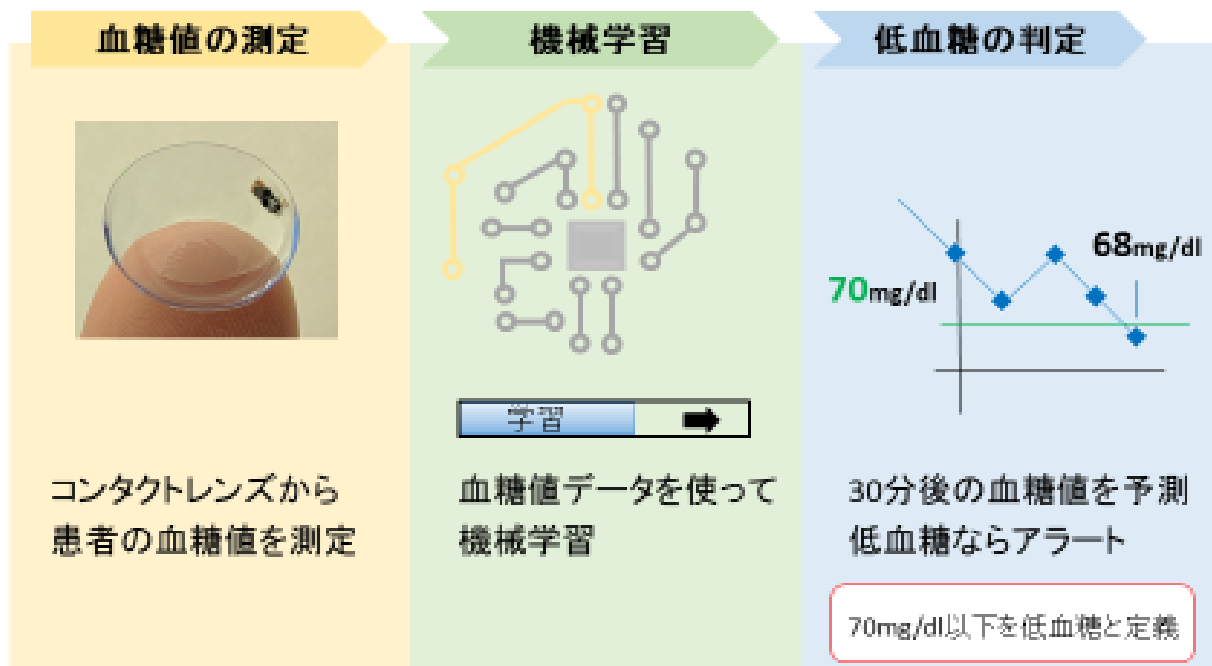 血糖値の測定
機械学習
低血糖の判定
68mg/dl
70mg/dl
学習
コンタクトレンズから
患者の血糖値を測定
血糖値データを使って
機械学習
30分後の血糖値を予測
低血糖ならアラート
70mg/dl以下を低血糖と定義